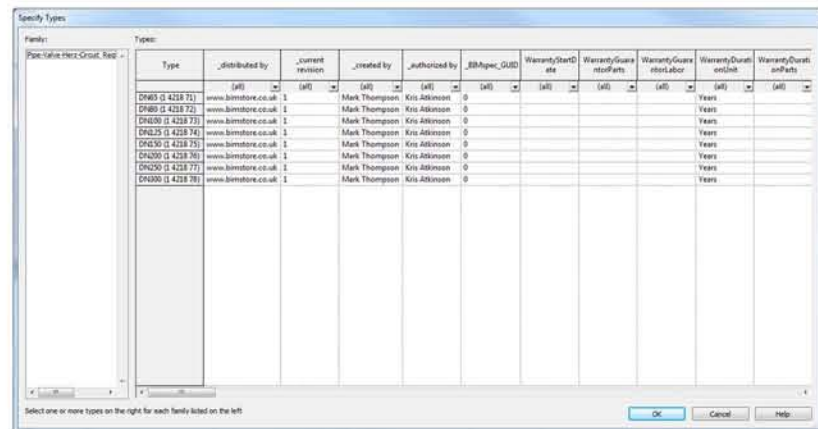 Specify Types
Family: Types:
Pipe-Valve-Herz-Circuit_Reg
Type _distributed by _current revision _created by _authorized by _BIMspec_GUID WarrantyStartDate WarrantyGuarantorParts WarrantyGuarantorLabor WarrantyDurationUnit WarrantyDurationParts
(all) (all) (all) (all) (all) (all) (all) (all) (all) (all)
DN65 (1 4218 71) www.bimstore.co.uk 1 Mark Thompson Kris Atkinson 0 Years
DN80 (1 4218 72) www.bimstore.co.uk 1 Mark Thompson Kris Atkinson 0 Years
DN100 (1 4218 73) www.bimstore.co.uk 1 Mark Thompson Kris Atkinson 0 Years
DN125 (1 4218 74) www.bimstore.co.uk 1 Mark Thompson Kris Atkinson 0 Years
DN150 (1 4218 75) www.bimstore.co.uk 1 Mark Thompson Kris Atkinson 0 Years
DN200 (1 4218 76) www.bimstore.co.uk 1 Mark Thompson Kris Atkinson 0 Years
DN250 (1 4218 77) www.bimstore.co.uk 1 Mark Thompson Kris Atkinson 0 Years
DN300 (1 4218 78) www.bimstore.co.uk 1 Mark Thompson Kris Atkinson 0 Years
Select one or more types on the right for each family listed on the left
OK Cancel Help